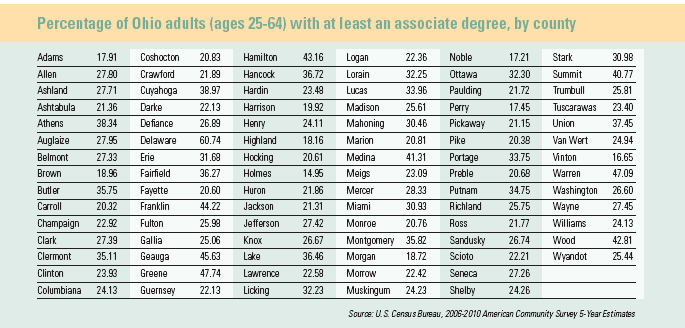 Percentage of Ohio adults (ages 25-64) with at least an associate degree, by county
Adams 17.91 Coshocton 20.83 Hamilton 43.16 Logan 22.36 Noble 17.21 Stark 30.98
Allen 27.80 Crawford 21.89 Hancock 36.72 Lorain 32.25 Ottawa 32.30 Summit 40.77
Ashland 27.71 Cuyahoga 38.97 Hardin 23.48 Lucas 33.96 Paulding 21.72 Trumbull 25.81
Ashtabula 21.36 Darke 22.13 Harrison 19.92 Madison 25.61 Perry 17.45 Tuscarawas 23.40
Athens 38.34 Defiance 26.89 Henry 24.11 Mahoning 30.46 Pickaway 21.15 Union 37.45
Auglaize 27.95 Delaware 60.74 Highland 18.16 Marion 20.81 Pike 20.38 Van Wert 24.94
Belmont 27.33 Erie 31.68 Hocking 20.61 Medina 41.31 Portage 33.75 Vinton 16.65
Brown 18.96 Fairfield 36.27 Holmes 14.95 Meigs 23.09 Preble 20.68 Warren 47.09
Butler 35.75 Fayette 20.60 Huron 21.86 Mercer 28.33 Putnam 34.75 Washington 26.60
Carroll 20.32 Franklin 44.22 Jackson 21.31 Miami 30.93 Richland 25.75 Wayne 27.45
Champaign 22.92 Fulton 25.98 Jefferson 27.42 Monroe 20.76 Ross 21.77 Williams 24.13
Clark 27.39 Gallia 25.06 Knox 26.67 Montgomery 35.82 Sandusky 26.74 Wood 42.81
Clermont 35.11 Geauga 45.63 Lake 36.46 Morgan 18.72 Scioto 22.21 Wyandot 25.44
Clinton 23.93 Greene 47.74 Lawrence 22.58 Morrow 22.42 Seneca 27.26
Columbiana 24.13 Guernsey 22.13 Licking 32.23 Muskingum 24.23 Shelby 24.26
Source: U.S. Census Bureau, 2006-2010 American Community Survey 5-Year Estimates